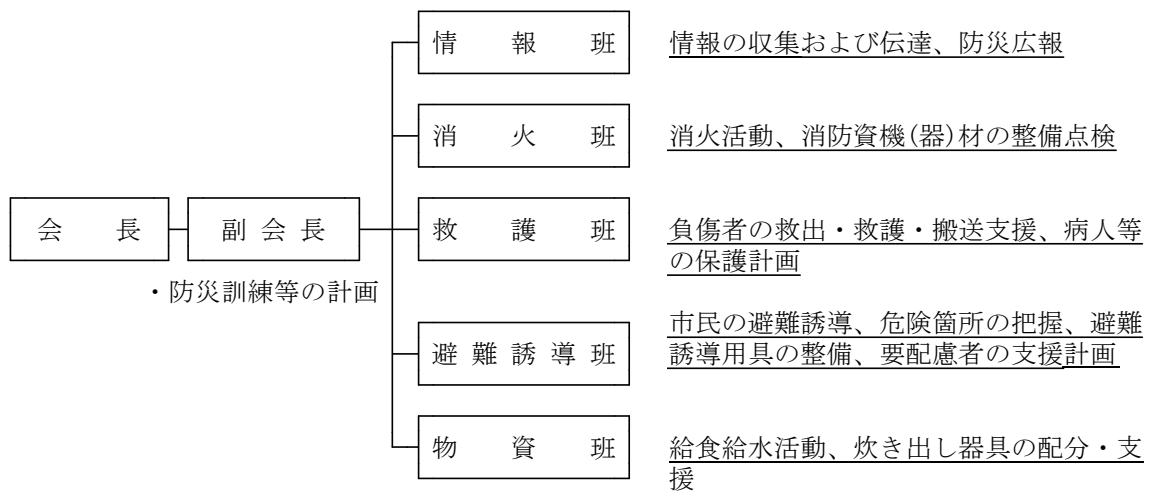 情報班
情報の収集および伝達、防災広報
消火班
消火活動、消防資機(器)材の整備点検
会長
副会長
・防災訓練等の計画
救護班
負傷者の救出・救護・搬送支援、病人等
の保護計画
避難誘導班
市民の避難誘導、危険箇所の把握、避難
誘導用具の整備、要配慮者の支援計画
物資班
給食給水活動、炊き出し器具の配分・支
援